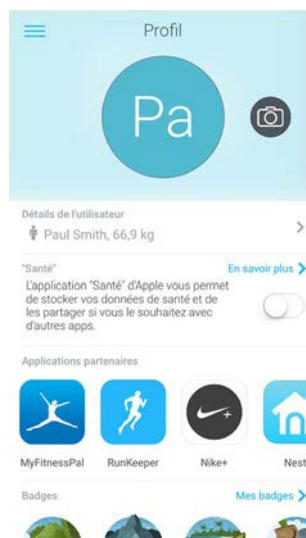 Profil
Pa
Détails de l'utilisateur
Paul Smith, 66,9 kg
"Santé" En savoir plus
L'application "Santé" d'Apple vous permet
de stocker vos données de santé et de
les partager si vous le souhaitez avec
d'autres apps.
Applications partenaires
MyFitnessPal RunKeeper Nike+ Nest
Badges Mes badges